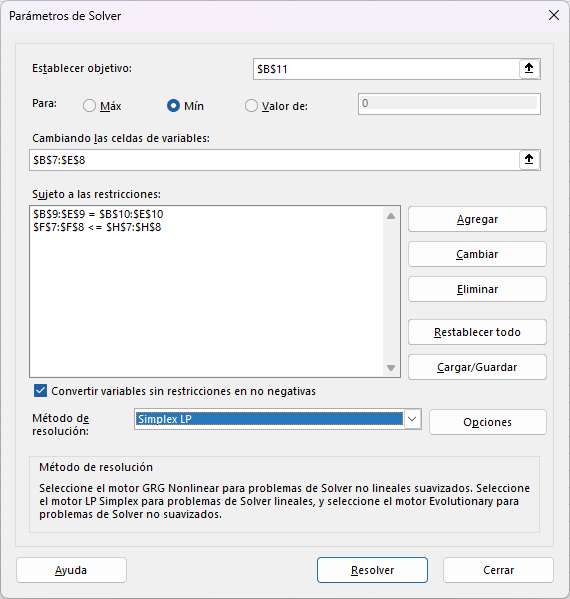 Parámetros de Solver
Establecer objetivo:
$B$11
Para:
Máx
Mín
Valor de:
0
Cambiando las celdas de variables:
$B$7:$E$8
Sujeto a las restricciones:
$B$9:$E$9 = $B$10:$E$10
$F$7:$F$8 <= $H$7:$H$8
Agregar
Cambiar
Eliminar
Restablecer todo
Cargar/Guardar
Convertir variables sin restricciones en no negativas
Método de
resolución:
Simplex LP
Opciones
Método de resolución
Seleccione el motor GRG Nonlinear para problemas de Solver no lineales suavizados. Seleccione
el motor LP Simplex para problemas de Solver lineales, y seleccione el motor Evolutionary para
problemas de Solver no suavizados.
Ayuda
Resolver
Cerrar